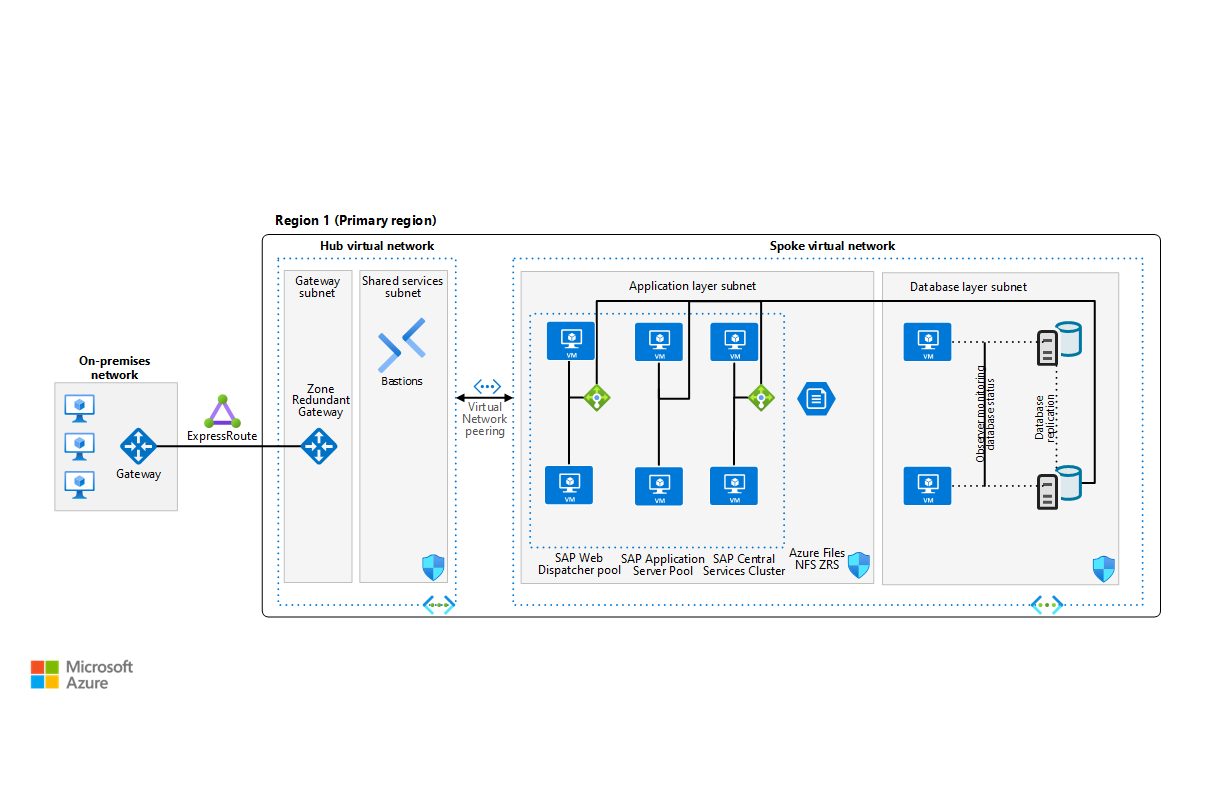 Region 1 (Primary region)
Hub virtual network
Spoke virtual network
Gateway
subnet
Shared services
subnet
Application layer subnet
Database layer subnet
On-premises
network
Gateway
ExpressRoute
Zone
Redundant
Gateway
Bastions
Virtual
Network
peering
VM
VM
VM
VM
VM
VM
SAP Web
Dispatcher pool
SAP Application
Server Pool
SAP Central
Services Cluster
Azure Files
NFS ZRS
VM
VM
Observer monitoring
database status
Database
replication
Microsoft
Azure